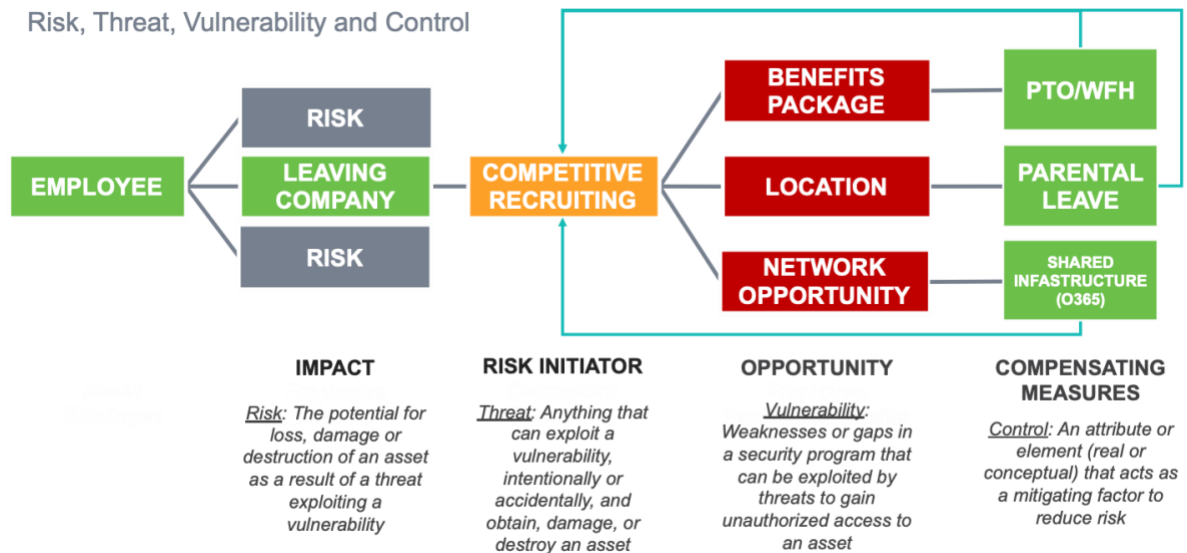 Risk, Threat, Vulnerability and Control
EMPLOYEE
RISK
LEAVING
COMPANY
RISK
COMPETITIVE
RECRUITING
BENEFITS
PACKAGE
LOCATION
NETWORK
OPPORTUNITY
PTO/WFH
PARENTAL
LEAVE
SHARED
INFASTRUCTURE
(O365)
IMPACT
Risk: The potential for
loss, damage or
destruction of an asset
as a result of a threat
exploiting a
vulnerability
RISK INITIATOR
Threat: Anything that
can exploit a
vulnerability,
intentionally or
accidentally, and
obtain, damage, or
destroy an asset
OPPORTUNITY
Vulnerability:
Weaknesses or gaps in
a security program that
can be exploited by
threats to gain
unauthorized access to
an asset
COMPENSATING
MEASURES
Control: An attribute or
element (real or
conceptual) that acts as
a mitigating factor to
reduce risk